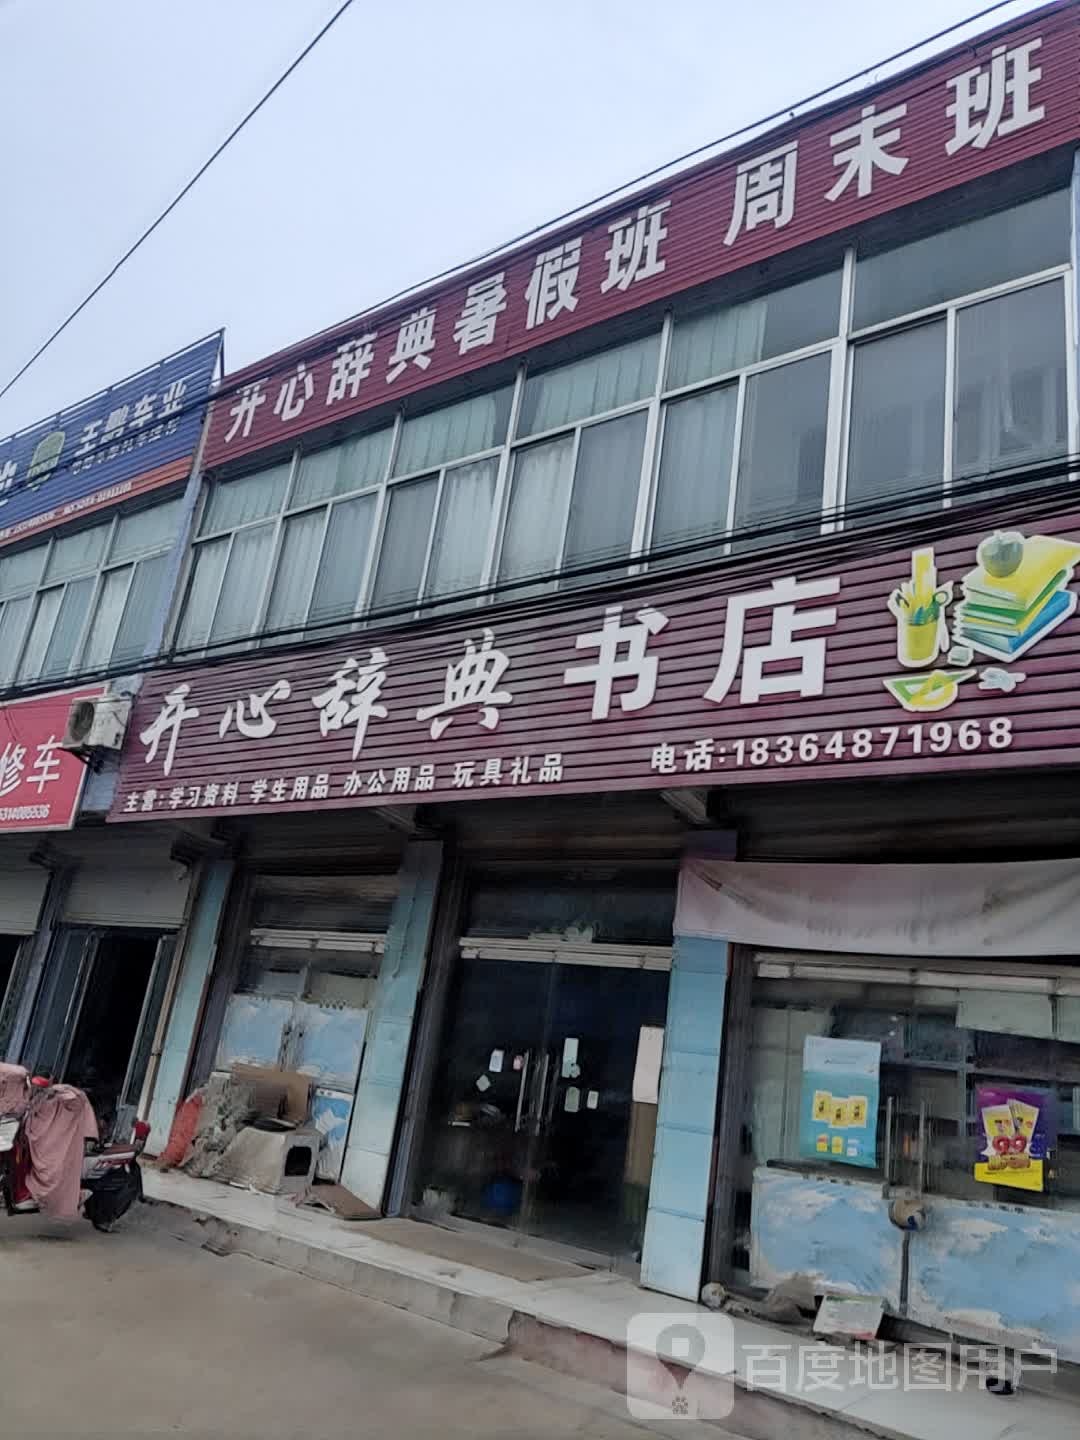 开心辞典暑假班 周末班
王鹏车业
开心辞典书店
主营:学习资料 学生用品 办公用品 玩具礼品
电话:18364871968
修车
99
百度地图用户